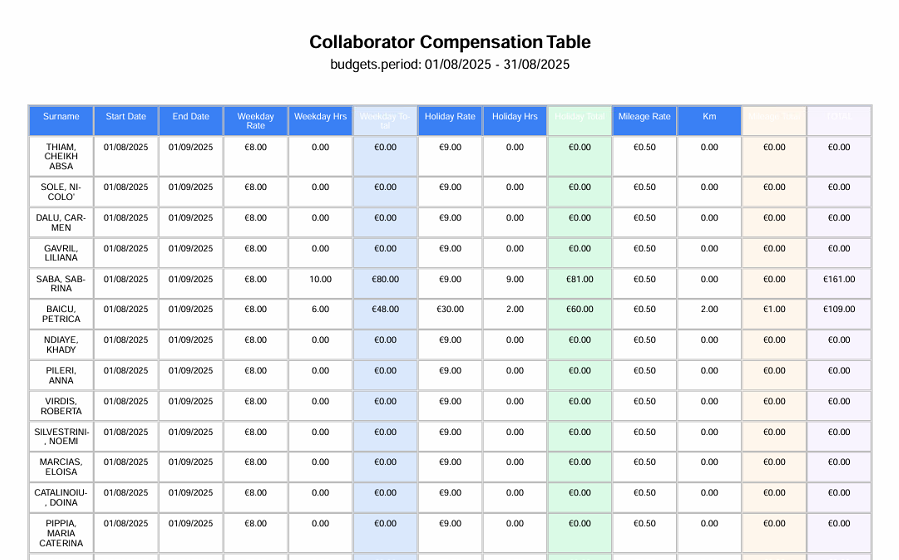 Collaborator Compensation Table
budgets.period: 01/08/2025 - 31/08/2025
Surname Start Date End Date Weekday Rate Weekday Hrs Weekday To-tal Holiday Rate Holiday Hrs Holiday Total Mileage Rate Km Mileage Total TOTAL
THIAM, CHEIKH ABSA 01/08/2025 01/09/2025 €8.00 0.00 €0.00 €9.00 0.00 €0.00 €0.50 0.00 €0.00 €0.00
SOLE, NI-COLO' 01/08/2025 01/09/2025 €8.00 0.00 €0.00 €9.00 0.00 €0.00 €0.50 0.00 €0.00 €0.00
DALU, CAR-MEN 01/08/2025 01/09/2025 €8.00 0.00 €0.00 €9.00 0.00 €0.00 €0.50 0.00 €0.00 €0.00
GAVRIL, LILIANA 01/08/2025 01/09/2025 €8.00 0.00 €0.00 €9.00 0.00 €0.00 €0.50 0.00 €0.00 €0.00
SABA, SAB-RINA 01/08/2025 01/09/2025 €8.00 10.00 €80.00 €9.00 9.00 €81.00 €0.50 0.00 €0.00 €161.00
BAICU, PETRICA 01/08/2025 01/09/2025 €8.00 6.00 €48.00 €30.00 2.00 €60.00 €0.50 2.00 €1.00 €109.00
NDIAYE, KHADY 01/08/2025 01/09/2025 €8.00 0.00 €0.00 €9.00 0.00 €0.00 €0.50 0.00 €0.00 €0.00
PILERI, ANNA 01/08/2025 01/09/2025 €8.00 0.00 €0.00 €9.00 0.00 €0.00 €0.50 0.00 €0.00 €0.00
VIRDIS, ROBERTA 01/08/2025 01/09/2025 €8.00 0.00 €0.00 €9.00 0.00 €0.00 €0.50 0.00 €0.00 €0.00
SILVESTRINI-, NOEMI 01/08/2025 01/09/2025 €8.00 0.00 €0.00 €9.00 0.00 €0.00 €0.50 0.00 €0.00 €0.00
MARCIAS, ELOISA 01/08/2025 01/09/2025 €8.00 0.00 €0.00 €9.00 0.00 €0.00 €0.50 0.00 €0.00 €0.00
CATALINOIU-, DOINA 01/08/2025 01/09/2025 €8.00 0.00 €0.00 €9.00 0.00 €0.00 €0.50 0.00 €0.00 €0.00
PIPPIA, MARIA CATERINA 01/08/2025 01/09/2025 €8.00 0.00 €0.00 €9.00 0.00 €0.00 €0.50 0.00 €0.00 €0.00